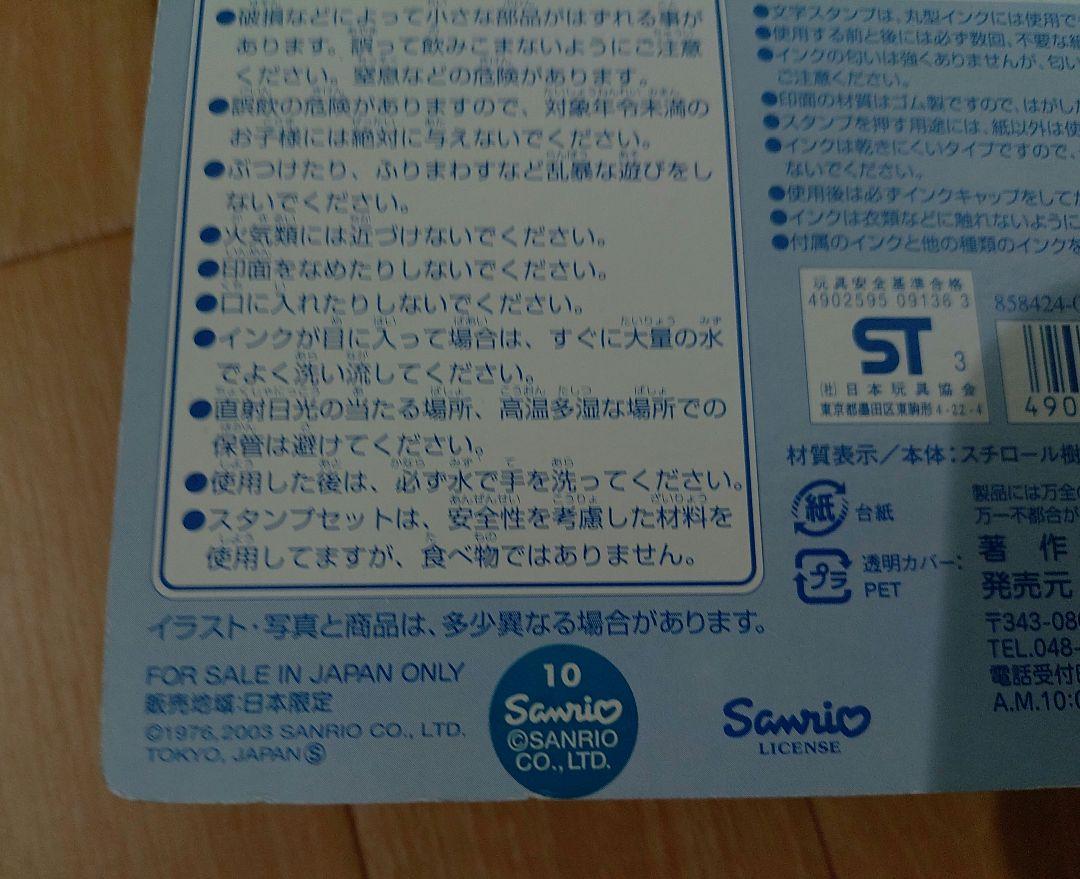 ●破損などによって小さな部品がはずれる事が
あります。誤って飲みこまないようにご注意
ください。窒息などの危険があります。
●誤飲の危険がありますので、対象年令未満の
お子様には絶対に与えないでください。
●ぶつけたり、ふりまわすなど乱暴な遊びをし
ないでください。
●火気類には近づけないでください。
●印面をなめたりしないでください。
●口に入れたりしないでください。
●インクが目に入って場合は、すぐに大量の水
でよく洗い流してください。
●直射日光の当たる場所、高温多湿な場所での
保管は避けてください。
●使用した後は、必ず水で手を洗ってください。
●スタンプセットは、安全性を考慮した材料を
使用してますが、食べ物ではありません。
●文字スタンプは、丸型インクには使用で
●使用する前と後には必ず数回、不要な
●インクの匂いは強くありませんが、匂い
ご注意ください。
●印面の材質はゴム製ですので、はがした
●スタンプを押す用途には、紙以外は使
●インクは乾きにくいタイプですので、
ないでください。
●使用後は必ずインクキャップをして
●インクは衣類などに触れないように
●付属のインクと他の種類のインクを
玩具安全基準合格
4902595 09136 3
ST 3
(社)日本玩具協会
東京都墨田区東駒形4-22-4
858424-
490
材質表示/本体:スチロール樹
紙 台紙
プラ 透明カバー:
PET
製品には万全の
万一不都合が
著 作
発売元
〒343-08
TEL.048-
電話受付
A.M.10:0
イラスト・写真と商品は、多少異なる場合があります。
FOR SALE IN JAPAN ONLY
販売地域:日本限定
©1976, 2003 SANRIO CO., LTD.
TOKYO, JAPAN Ⓢ
10
Sanrio
©SANRIO
CO., LTD.
Sanrio
LICENSE